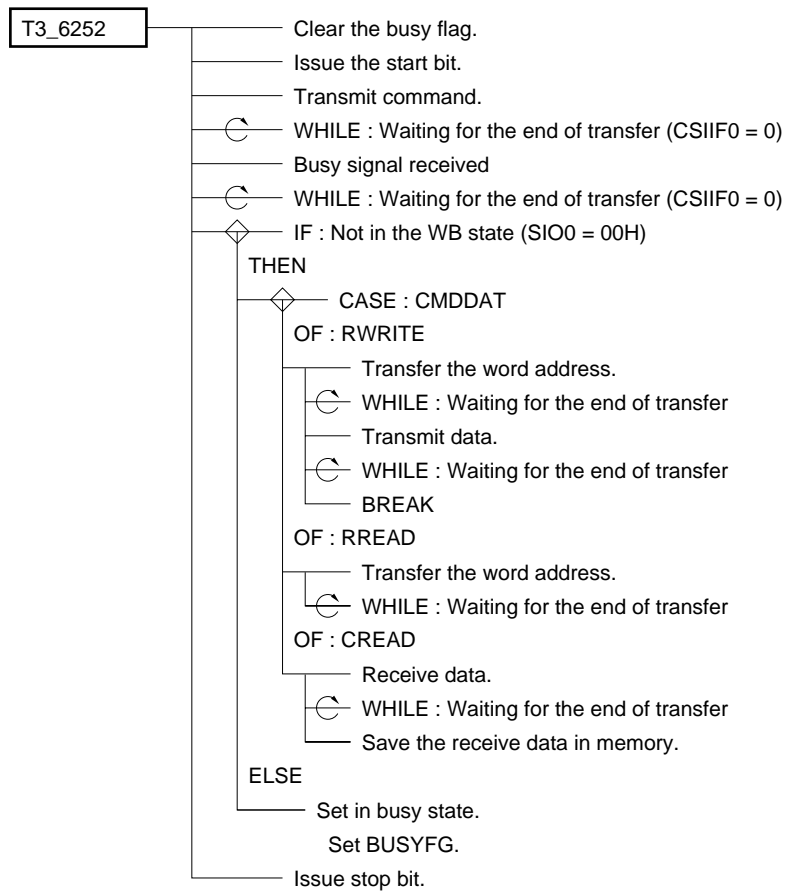 T3_6252
Clear the busy flag.
Issue the start bit.
Transmit command.
WHILE : Waiting for the end of transfer (CSIIF0 = 0)
Busy signal received
WHILE : Waiting for the end of transfer (CSIIF0 = 0)
IF : Not in the WB state (SIO0 = 00H)
THEN
CASE : CMDDAT
OF : RWRITE
Transfer the word address.
WHILE : Waiting for the end of transfer
Transmit data.
WHILE : Waiting for the end of transfer
BREAK
OF : RREAD
Transfer the word address.
WHILE : Waiting for the end of transfer
OF : CREAD
Receive data.
WHILE : Waiting for the end of transfer
Save the receive data in memory.
ELSE
Set in busy state.
Set BUSYFG.
Issue stop bit.